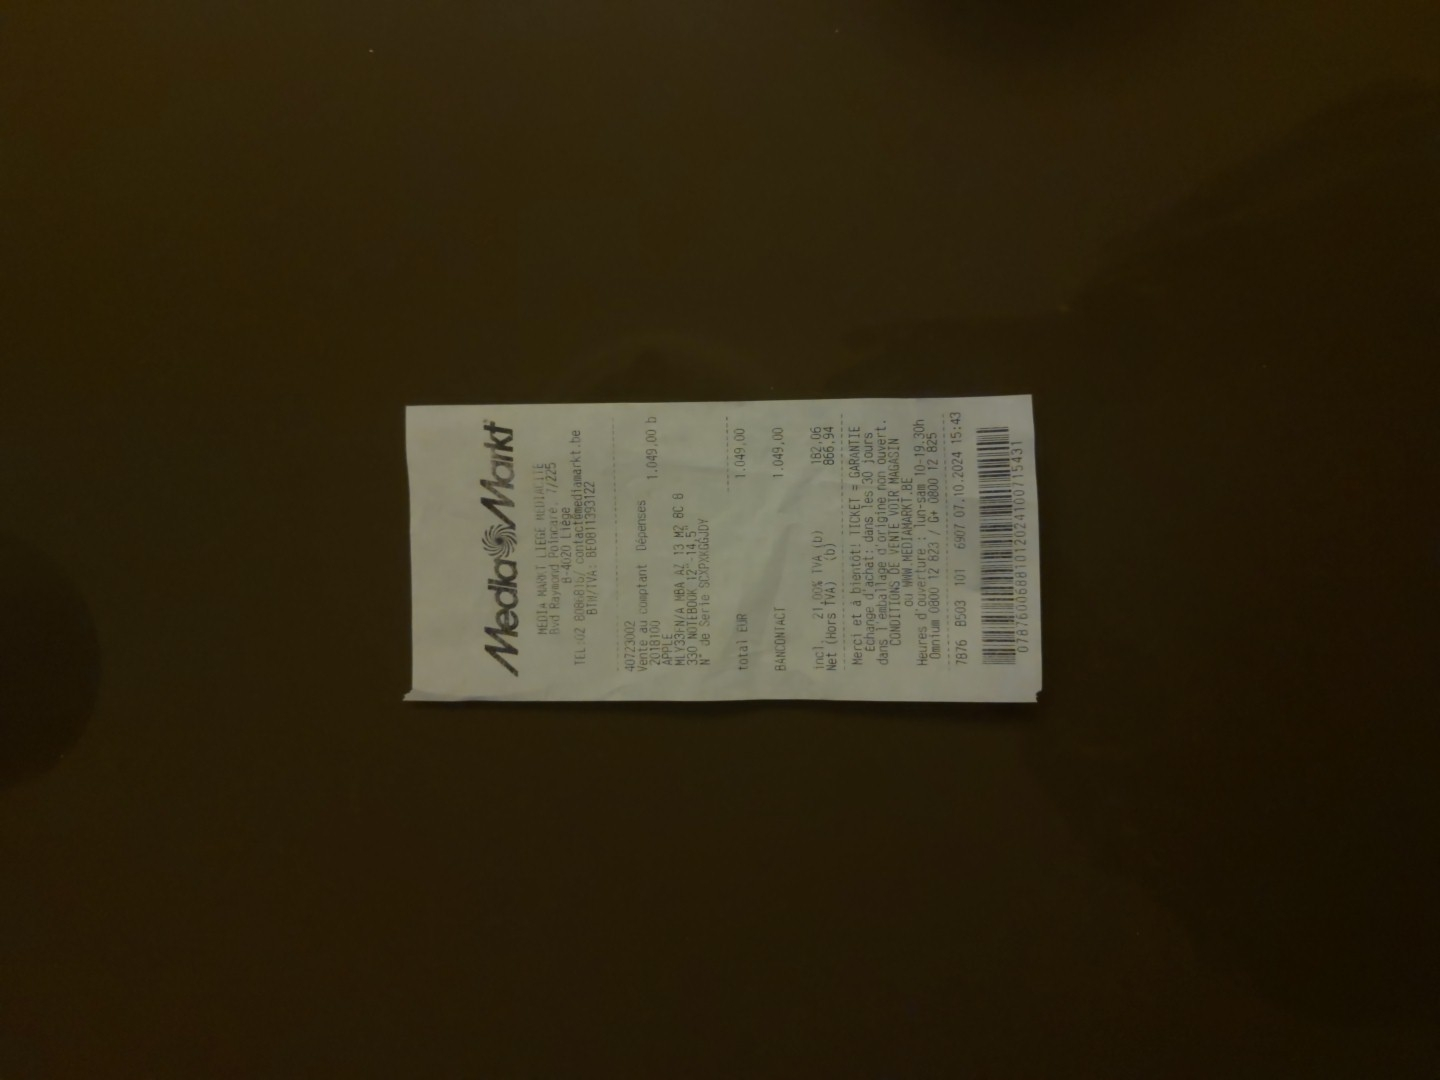 MediaMarkt
MEDIA MARKT LIEGE MEDIACITE
Bvd Raymond Poincaré, 7/225
B-4020 Liège
TEL:02 8086816/ contact@mediamarkt.be
BTW/TVA: BE0811393122
40723002
Vente au comptant Dépenses 1.049,00 b
2018100
APPLE
MLY33FN/A MBA AZ 13 M2 8C 8
330 NOTEBOOK 12"-14,5"
N° de Serie
total EUR 1.049,00
BANCONTACT 1.049,00
incl. 21,00% TVA (b) 182,06
Net (Hors TVA) (b) 866,94
Merci et à bientôt! TICKET = GARANTIE
Echange d'achat: dans les 30 jours
dans l'emballage d'origine non ouvert.
CONDITIONS DE VENTE VOIR MAGASIN
OU WWW.MEDIAMARKT.BE
Heures d'ouverture : lun-sam 10-19.30h
Omnium 0800 12 823 / G+ 0800 12 825
7876 B503 101 6907 07.10.2024 15:43